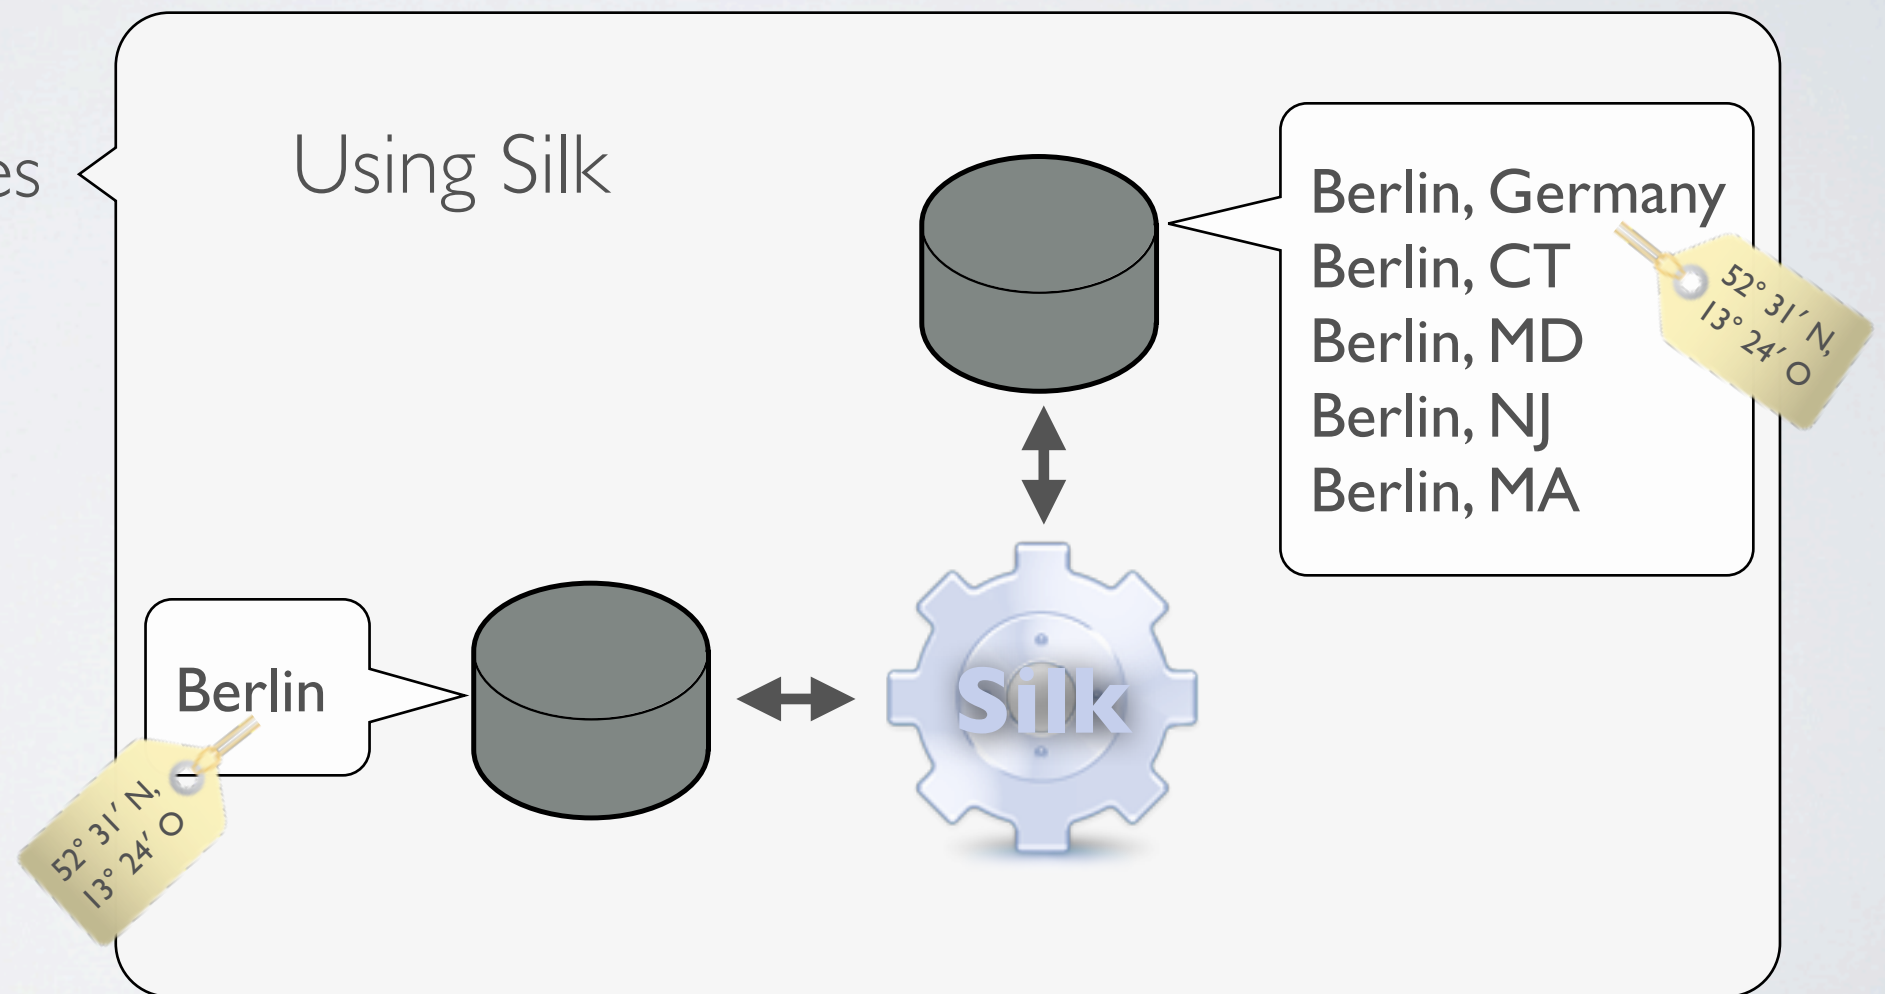 Using Silk
Berlin, Germany
Berlin, CT
Berlin, MD
Berlin, NJ
Berlin, MA
52° 31′ N,
13° 24′ O
Berlin
52° 31′ N,
13° 24′ O
Silk